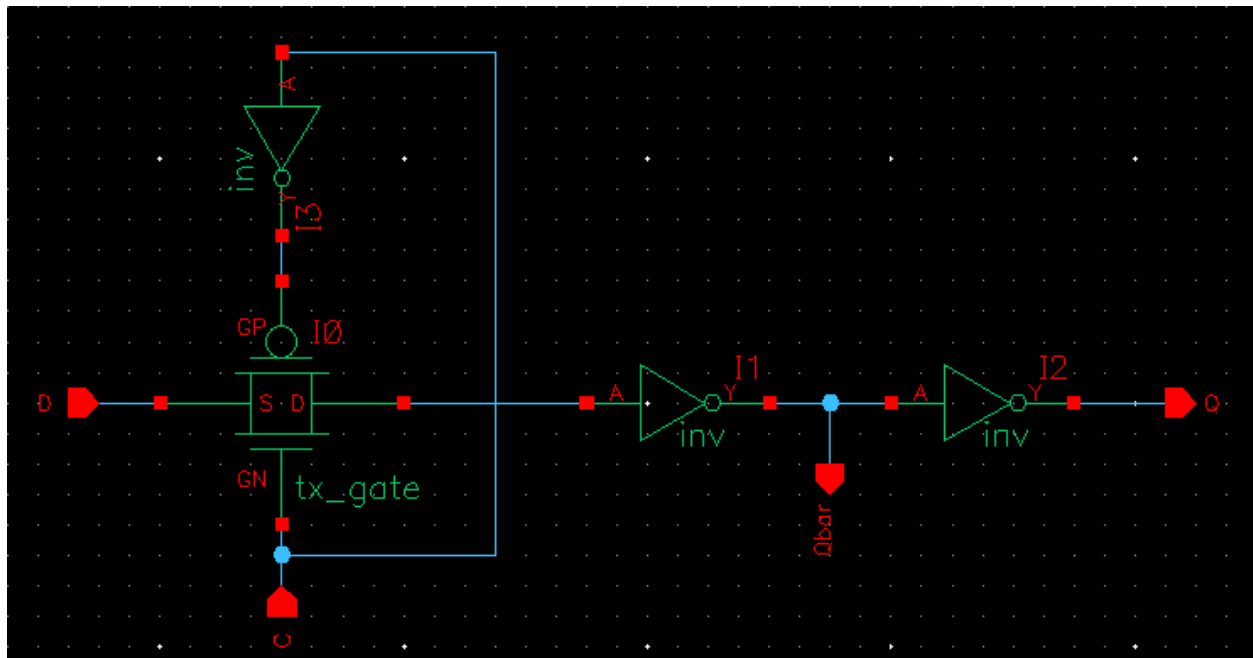 A
inv
Y
I3
GP
I0
D
S
D
GN
tx_gate
C
A
I1
Y
inv
Qbar
A
I2
Y
inv
Q